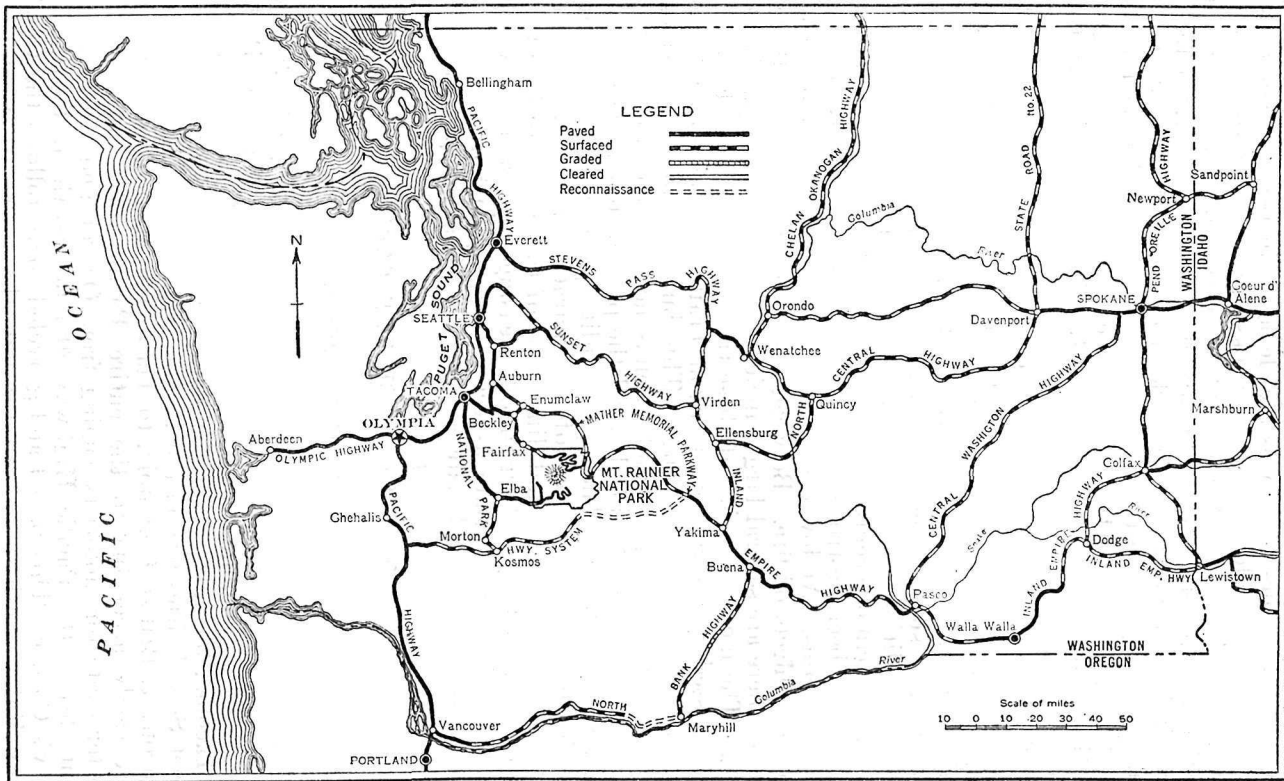 Bellingham
PACIFIC
HIGHWAY
LEGEND
Paved
Surfaced
Graded
Cleared
Reconnaissance
CHELAN OKANOGAN HIGHWAY
STATE ROAD No. 22
HIGHWAY
Sandpoint
Newport
WASHINGTON
IDAHO
PEND OREILLE
Columbia
River
N
Everett
STEVENS PASS HIGHWAY
PACIFIC OCEAN
PUGET SOUND
SEATTLE
SUNSET HIGHWAY
Orondo
Davenport
SPOKANE
Coeur d'
Alene
Renton
Wenatchee
CENTRAL HIGHWAY
Auburn
TACOMA
Enumclaw
Virden
NORTH
Quincy
CENTRAL WASHINGTON HIGHWAY
Marshburn
Beckley
MATHER MEMORIAL PARKWAY
OLYMPIA
Aberdeen
OLYMPIC HIGHWAY
NATIONAL PARK HWY. SYSTEM
Fairfax
Ellensburg
INLAND EMPIRE HIGHWAY
MT. RAINIER
NATIONAL
PARK
Colfax
Elba
Ghehalis
PACIFIC HIGHWAY
Morton
Kosmos
Yakima
Snake
River
HIGHWAY
Dodge
INLAND EMP. HWY
Lewistown
Buena
Pasco
INLAND EMPIRE
Walla Walla
WASHINGTON
OREGON
NORTH BANK HIGHWAY
Columbia
River
Maryhill
Vancouver
PORTLAND
Scale of miles
10 0 10 20 30 40 50